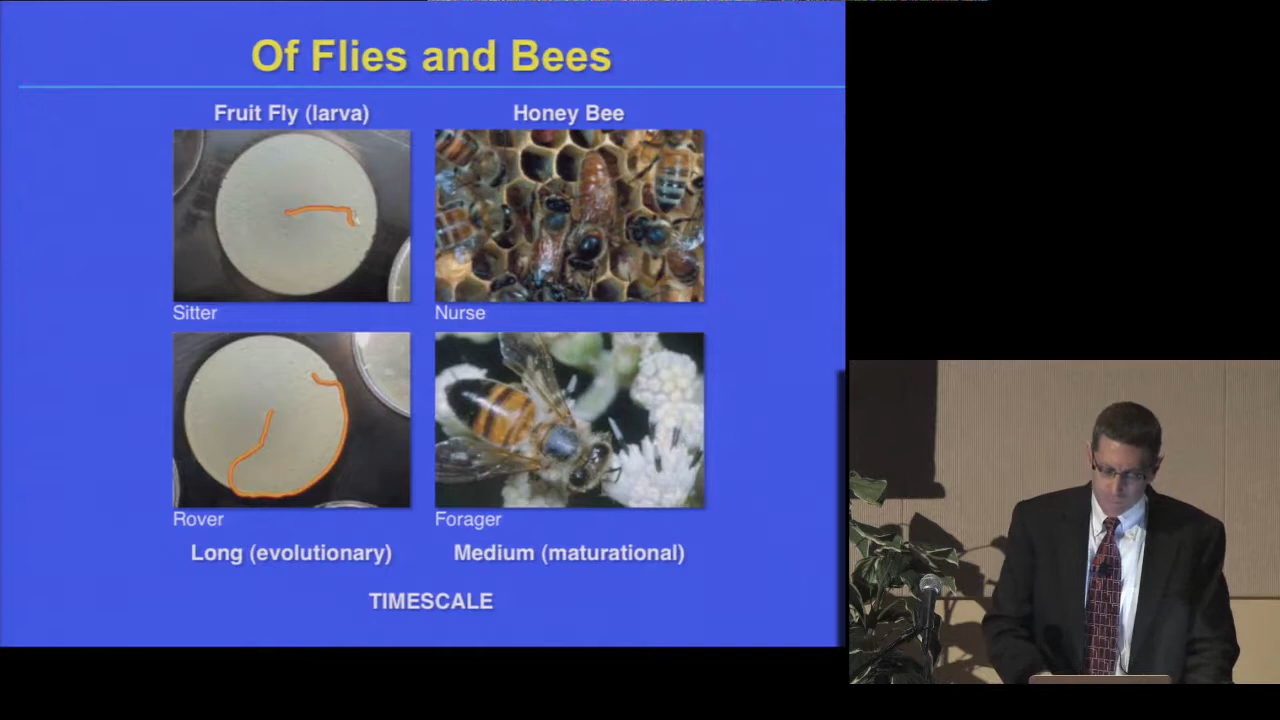 Of Flies and Bees
Fruit Fly (larva)
Honey Bee
Sitter
Nurse
Rover
Forager
Long (evolutionary)
Medium (maturational)
TIMESCALE